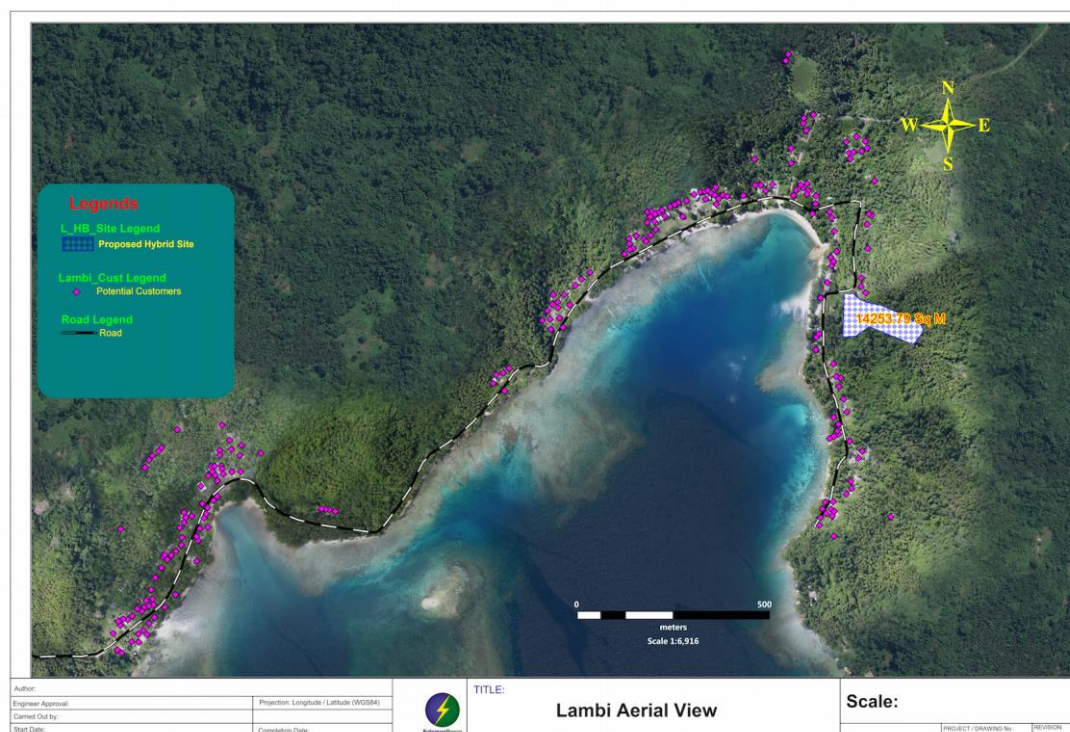 N
W E
S
Legends
L_HB_Site Legend
Proposed Hybrid Site
Lambi_Cust Legend
Potential Customers
Road Legend
Road
14253.79 Sq M
0 500
meters
Scale 1:6,916
Author:
Engineer Approval:
Projection: Longitude / Latitude (WGS84)
Carried Out by:
Start Date:
Completion Date:
TITLE:
Lambi Aerial View
Scale:
PROJECT / DRAWING No.
REVISION